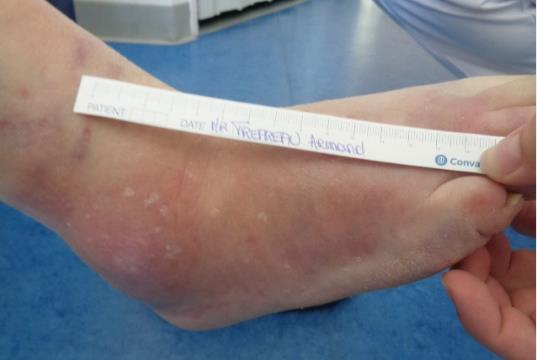 PATIENT
DATE Mr Armand
Conva